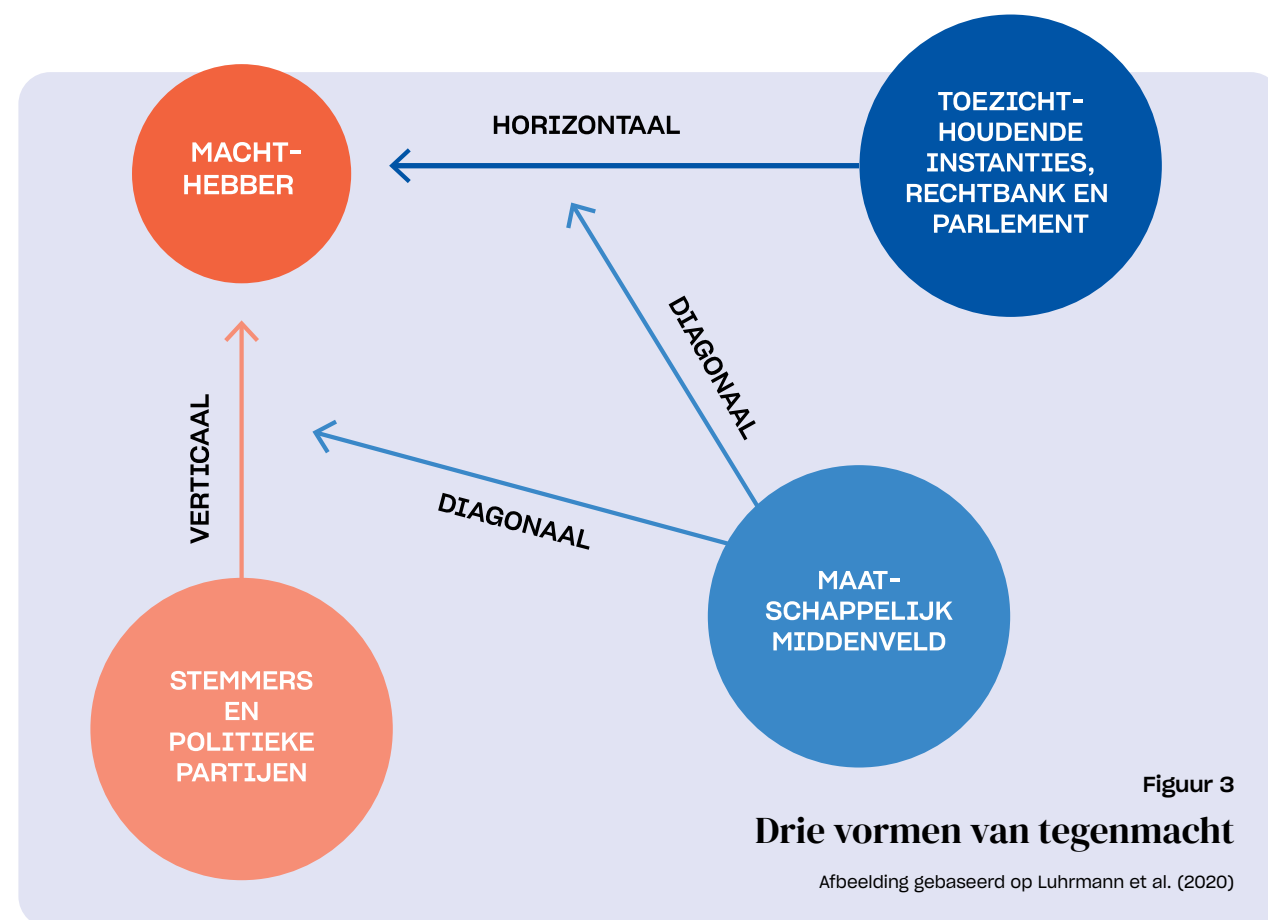 MACHT-
HEBBER
HORIZONTAAL
TOEZICHT-
HOUDENDE
INSTANTIES,
RECHTBANK EN
PARLEMENT
DIAGONAAL
VERTICAAL
DIAGONAAL
MAAT-
SCHAPPELIJK
MIDDENVELD
STEMMERS
EN
POLITIEKE
PARTIJEN
Figuur 3
Drie vormen van tegenmacht
Afbeelding gebaseerd op Luhrmann et al. (2020)